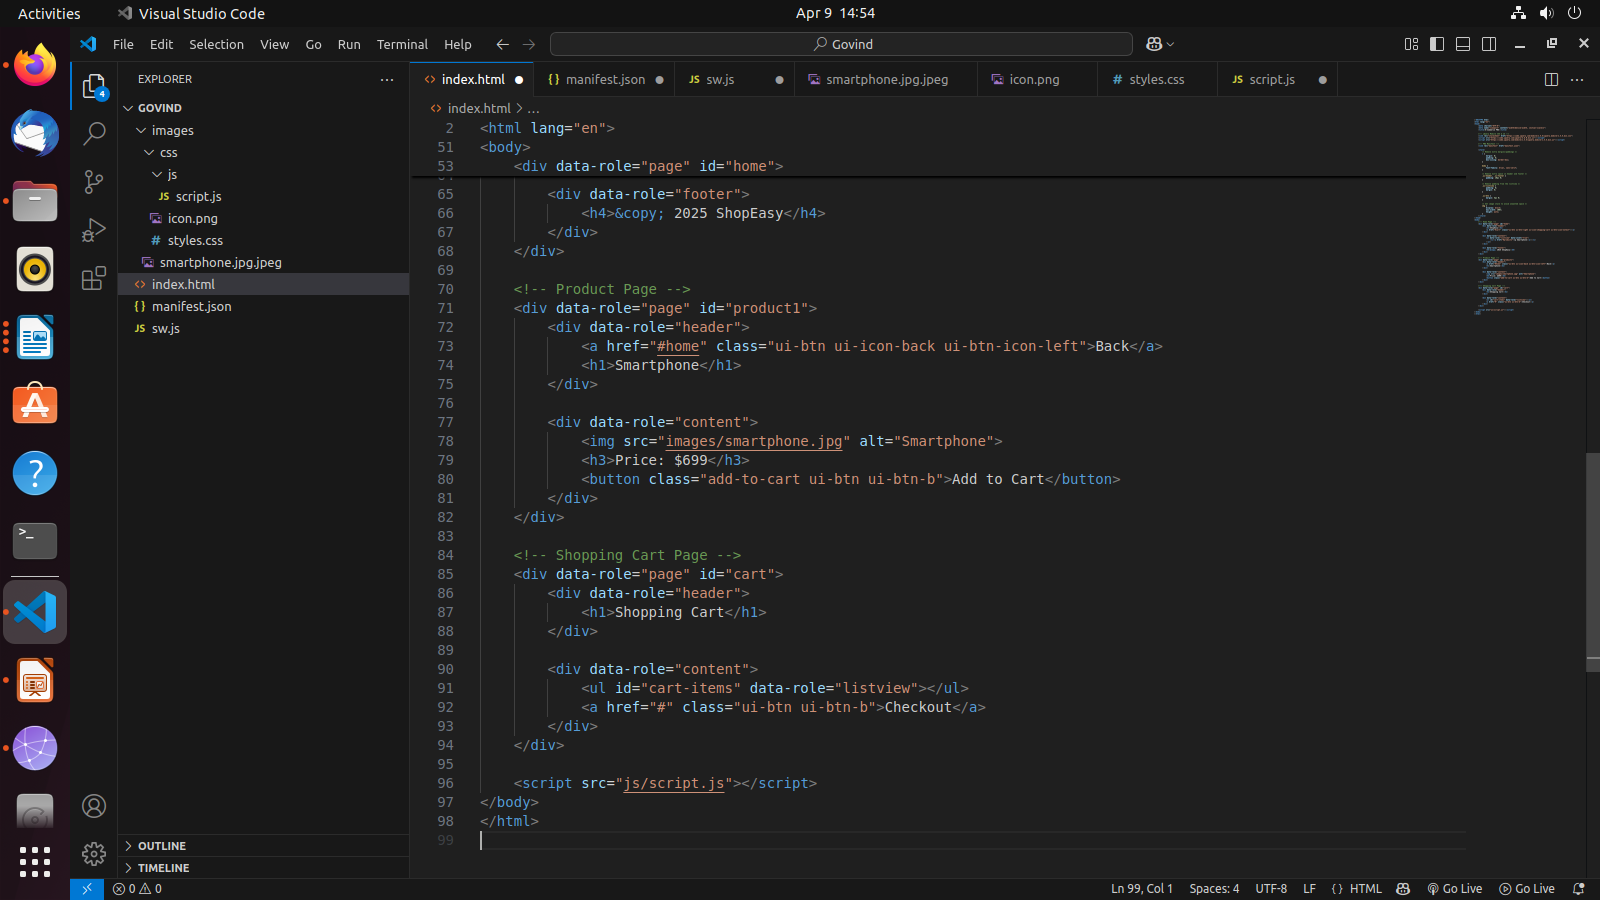 Activities
Visual Studio Code
Apr 9 14:54
File Edit Selection View Go Run Terminal Help
Govind
EXPLORER
index.html
manifest.json
sw.js
smartphone.jpg.jpeg
icon.png
styles.css
script.js
4
GOVIND
images
css
js
script.js
icon.png
styles.css
smartphone.jpg.jpeg
index.html
manifest.json
sw.js
OUTLINE
TIMELINE
index.html > ...
2 <html lang="en">
51 <body>
53 <div data-role="page" id="home">
65 <div data-role="footer">
66 <h4>&copy; 2025 ShopEasy</h4>
67 </div>
68 </div>
69
70 <!-- Product Page -->
71 <div data-role="page" id="product1">
72 <div data-role="header">
73 <a href="#home" class="ui-btn ui-icon-back ui-btn-icon-left">Back</a>
74 <h1>Smartphone</h1>
75 </div>
76
77 <div data-role="content">
78 <img src="images/smartphone.jpg" alt="Smartphone">
79 <h3>Price: $699</h3>
80 <button class="add-to-cart ui-btn ui-btn-b">Add to Cart</button>
81 </div>
82 </div>
83
84 <!-- Shopping Cart Page -->
85 <div data-role="page" id="cart">
86 <div data-role="header">
87 <h1>Shopping Cart</h1>
88 </div>
89
90 <div data-role="content">
91 <ul id="cart-items" data-role="listview"></ul>
92 <a href="#" class="ui-btn ui-btn-b">Checkout</a>
93 </div>
94 </div>
95
96 <script src="js/script.js"></script>
97 </body>
98 </html>
99
0 0
Ln 99, Col 1 Spaces: 4 UTF-8 LF {} HTML Go Live Go Live